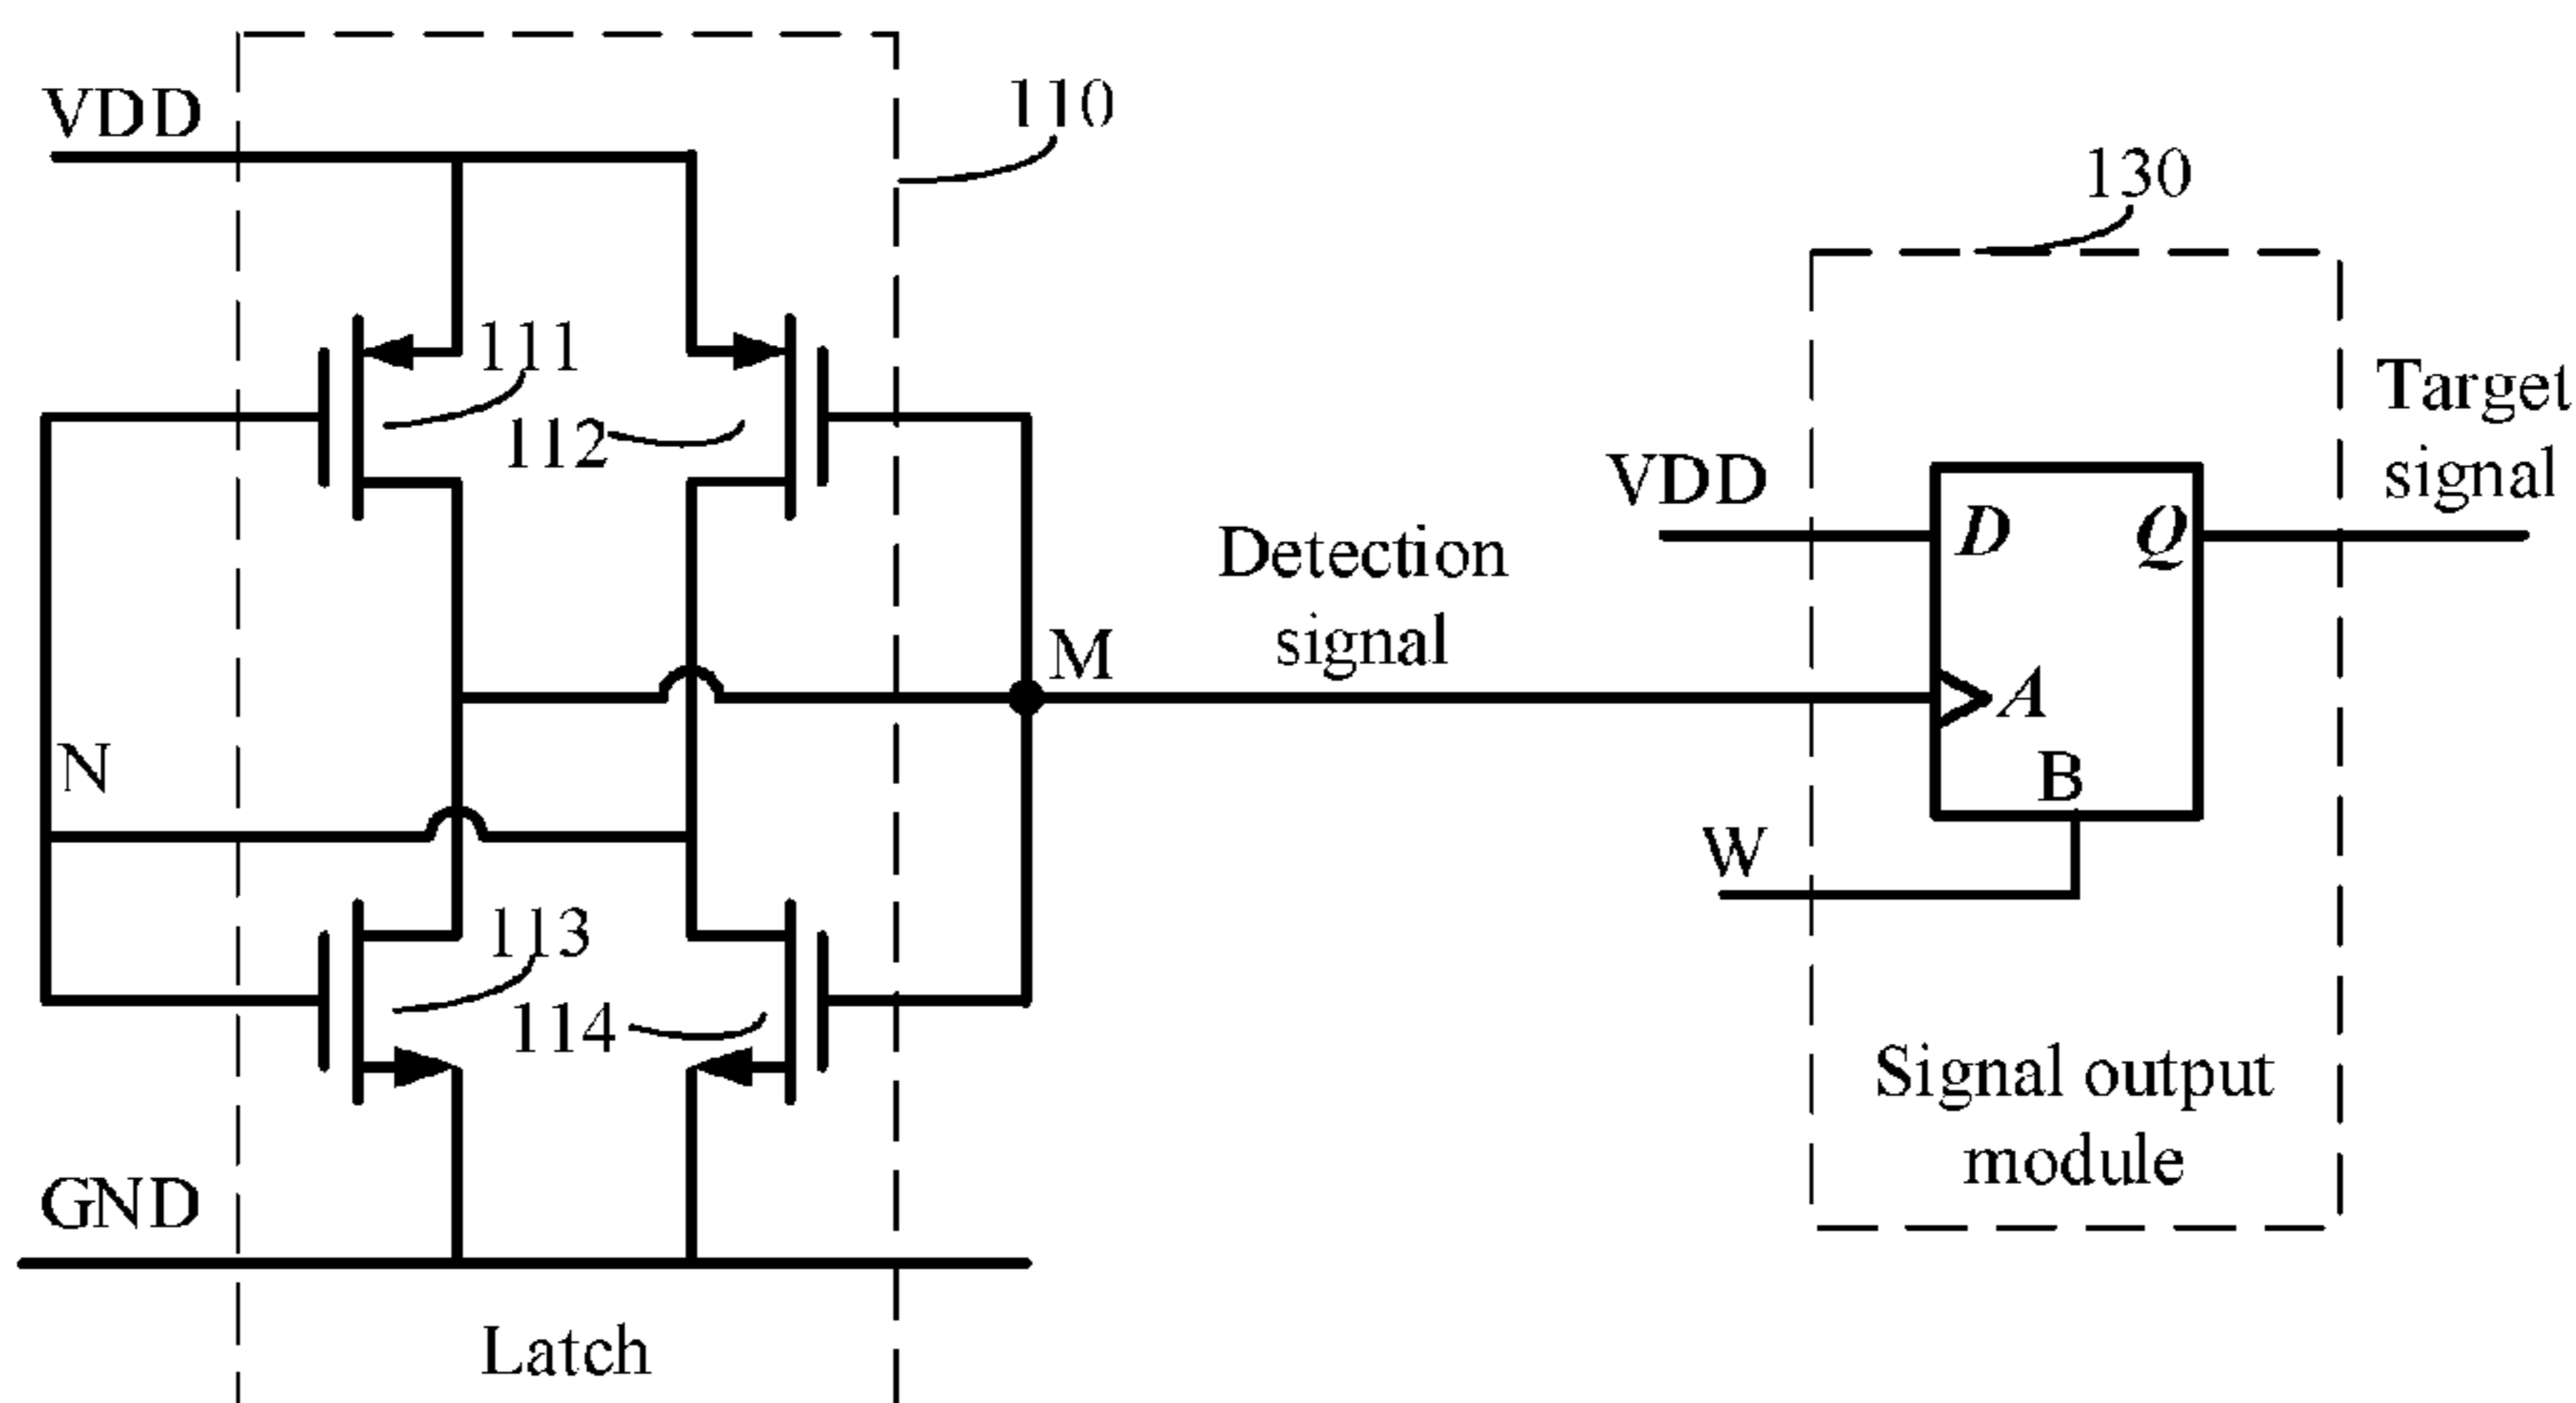 VDD
110
111
112
N
M
113
114
GND
Latch
Detection
signal
130
VDD
D
Q
A
B
W
Target
signal
Signal output
module